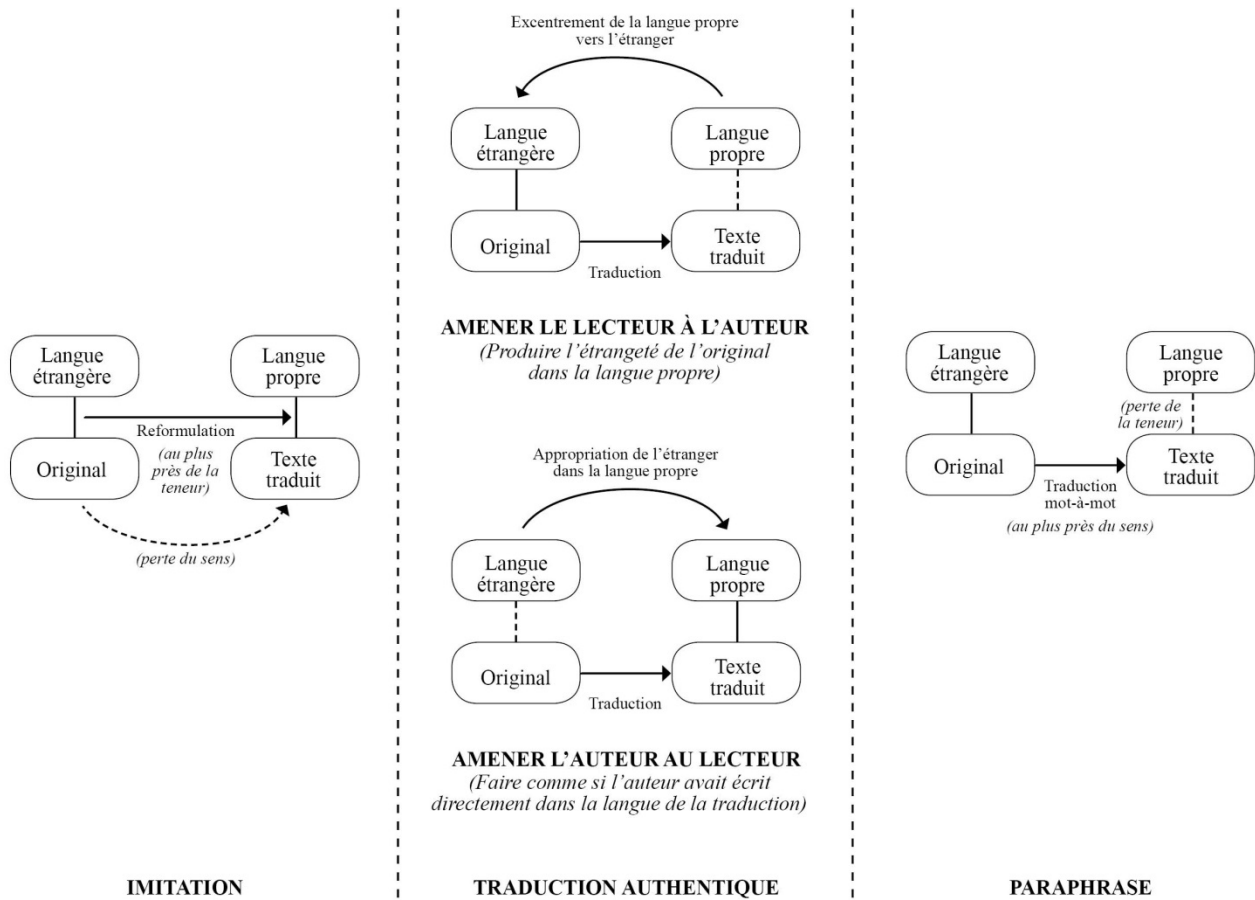 Langue
étrangère
Langue
propre
Reformulation
(au plus
près de la
teneur)
Original
Texte
traduit
(perte du sens)
IMITATION
Excentrement de la langue propre
vers l’étranger
Langue
étrangère
Langue
propre
Original
Texte
traduit
Traduction
AMENER LE LECTEUR À L’AUTEUR
(Produire l’étrangeté de l’original
dans la langue propre)
Appropriation de l’étranger
dans la langue propre
Langue
étrangère
Langue
propre
Original
Texte
traduit
Traduction
AMENER L’AUTEUR AU LECTEUR
(Faire comme si l’auteur avait écrit
directement dans la langue de la traduction)
TRADUCTION AUTHENTIQUE
Langue
étrangère
Langue
propre
(perte de
la teneur)
Original
Texte
traduit
Traduction
mot-à-mot
(au plus près du sens)
PARAPHRASE